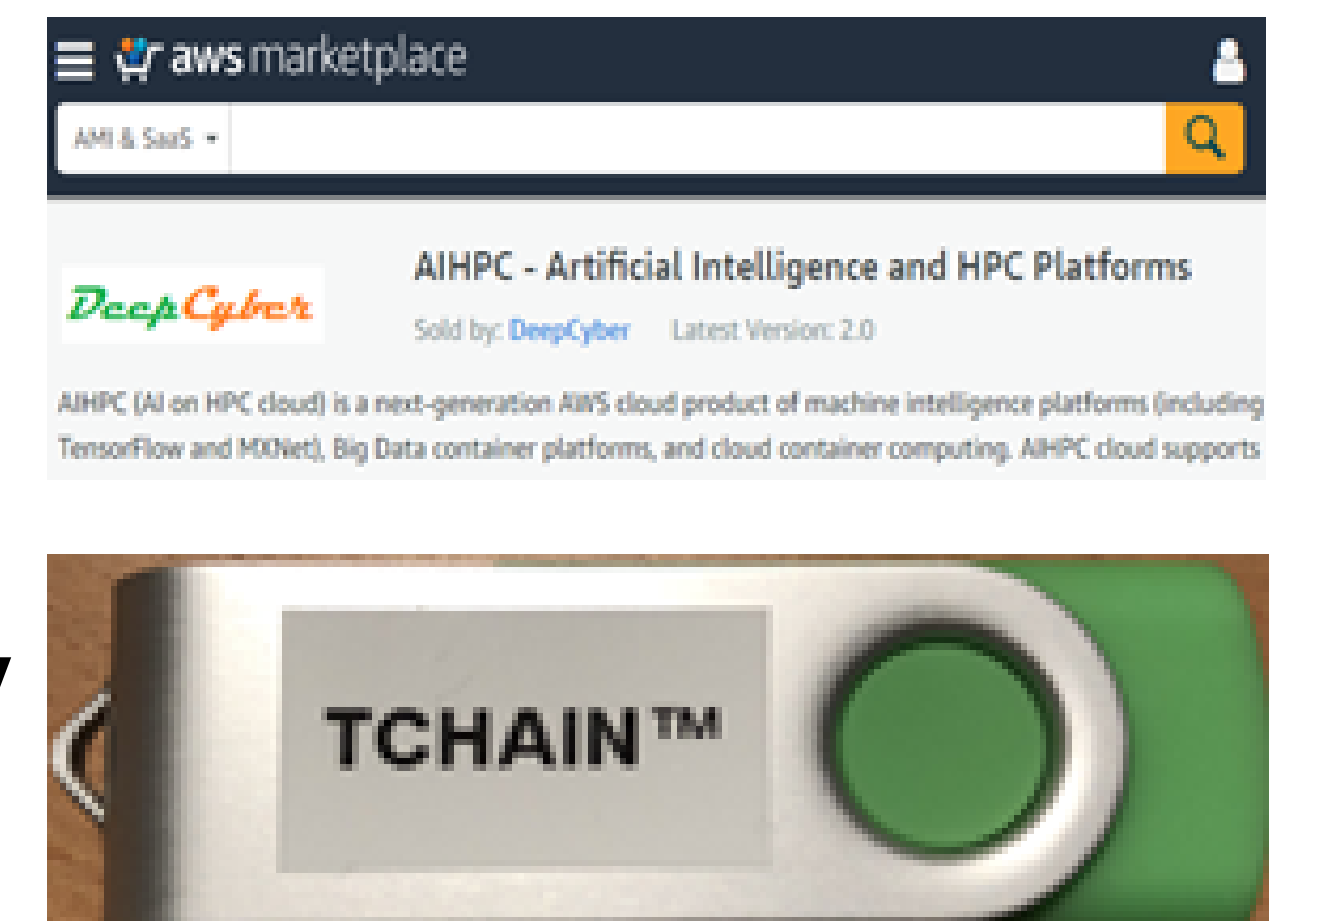 aws marketplace
AMI & SaaS
DeepCyber
AIHPC - Artificial Intelligence and HPC Platforms
Sold by: DeepCyber Latest Version: 2.0
AIHPC (AI on HPC cloud) is a next-generation AWS cloud product of machine intelligence platforms (including
TensorFlow and MXNet), Big Data container platforms, and cloud container computing. AIHPC cloud supports
TCHAIN™